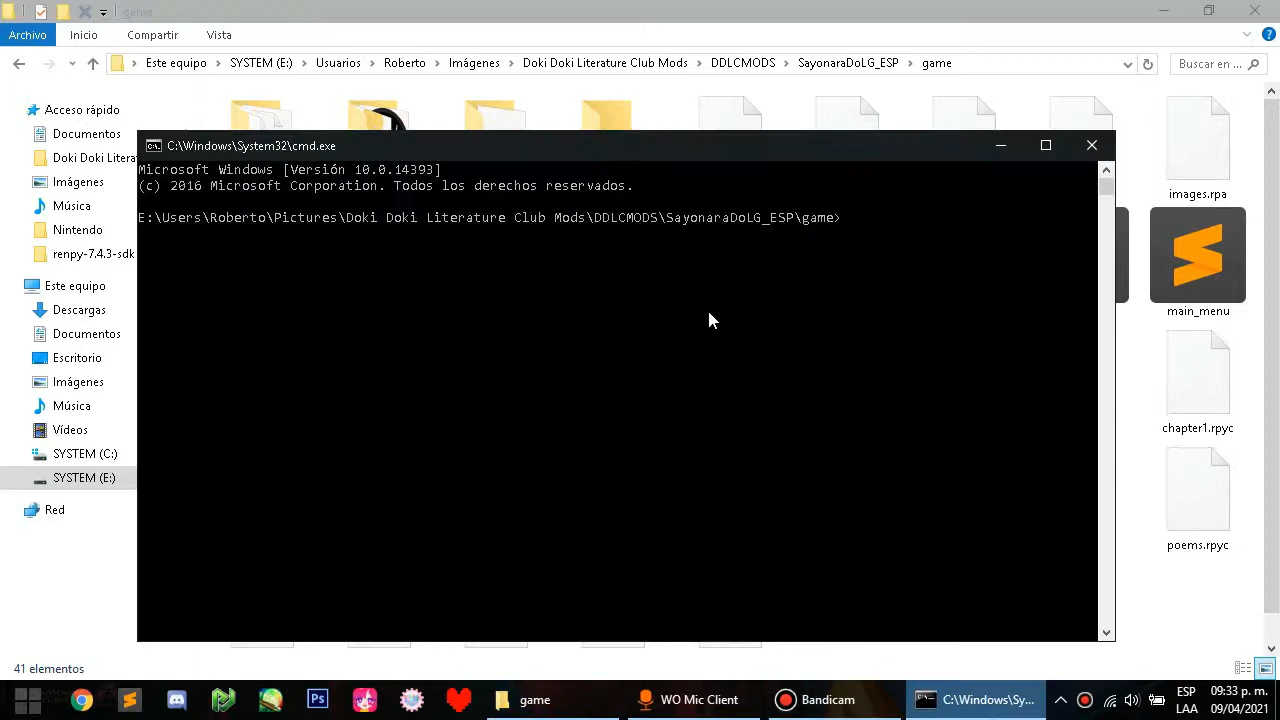 game
Archivo Inicio Compartir Vista
Este equipo SYSTEM (E:) Usuarios Roberto Imágenes Doki Doki Literature Club Mods DDLCMODS SayonaraDoLG_ESP game
Buscar en ...
Acceso rápido
Documentos
Doki Doki Litera
Imágenes
Música
Nintendo
renpy-7.4.3-sdk
Este equipo
Descargas
Documentos
Escritorio
Imágenes
Música
Vídeos
SYSTEM (C:)
SYSTEM (E:)
Red
C:\Windows\System32\cmd.exe
Microsoft Windows [Versión 10.0.14393]
(c) 2016 Microsoft Corporation. Todos los derechos reservados.
E:\Users\Roberto\Pictures\Doki Doki Literature Club Mods\DDLCMODS\SayonaraDoLG_ESP\game>
images.rpa
main_menu
chapter1.rpyc
poems.rpyc
41 elementos
Ps
game
WO Mic Client
Bandicam
C:\Windows\Sy...
ESP
LAA
09:33 p. m.
09/04/2021